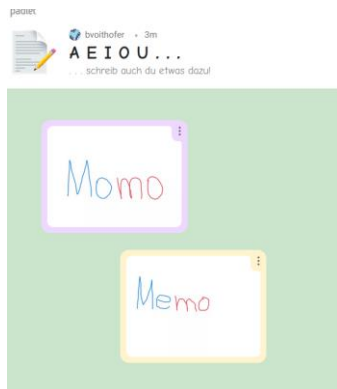 padlet
bvoithofer • 3m
A E I O U . . .
. . . schreib auch du etwas dazu!
Momo
Memo